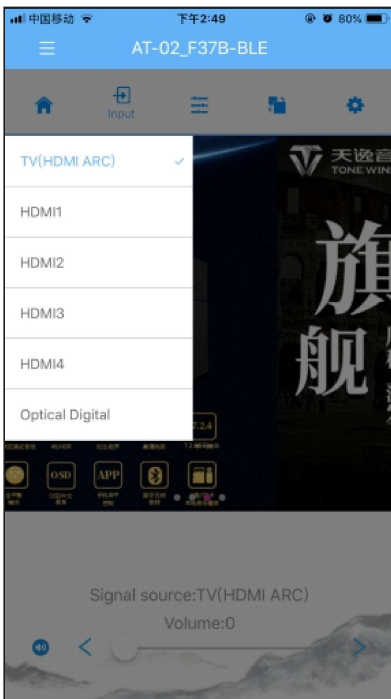 中国移动
下午2:49
80%
AT-02_F37B-BLE
Input
TV(HDMI ARC)
HDMI1
HDMI2
HDMI3
HDMI4
Optical Digital
天逸音
TONE WIN
旗
舰
7.2.4
OSD
APP
Signal source:TV(HDMI ARC)
Volume:0